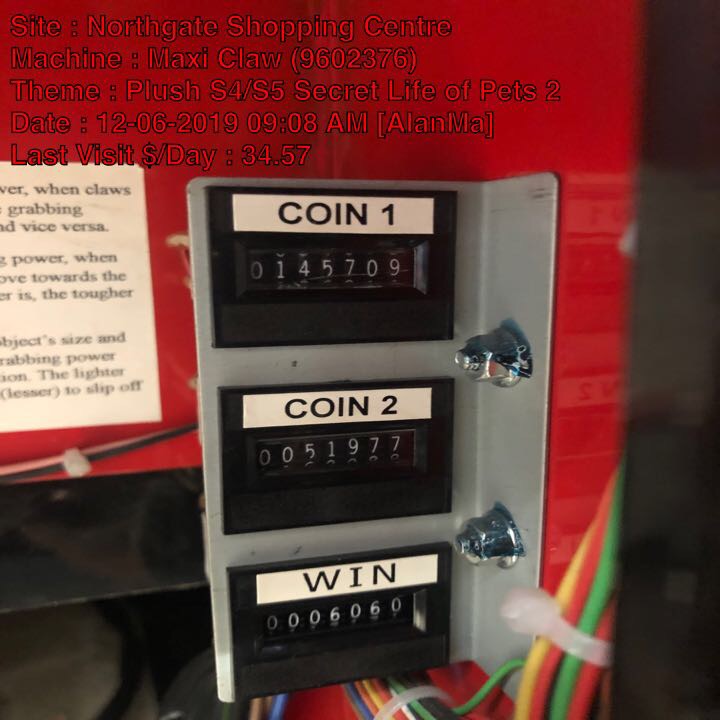 Site : Northgate Shopping Centre
Machine : Maxi Claw (9602376)
Theme : Plush S4/S5 Secret Life of Pets 2
Date : 12-06-2019 09:08 AM [AlanMa]
Last Visit $/Day : 34.57
ver, when claws
grabbing
nd vice versa.
g power, when
ove towards the
er is, the tougher
object's size and
rabbing power
ion. The lighter
(lesser) to slip off
COIN 1
0145709
COIN 2
0051977
WIN
0006060